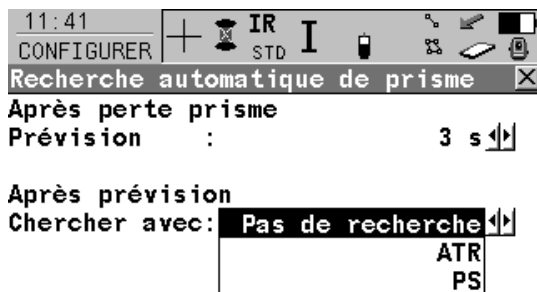 11:41
CONFIGURER
IR
STD
I
Recherche automatique de prisme
Après perte prisme
Prévision : 3 s
Après prévision
Chercher avec: Pas de recherche
ATR
PS